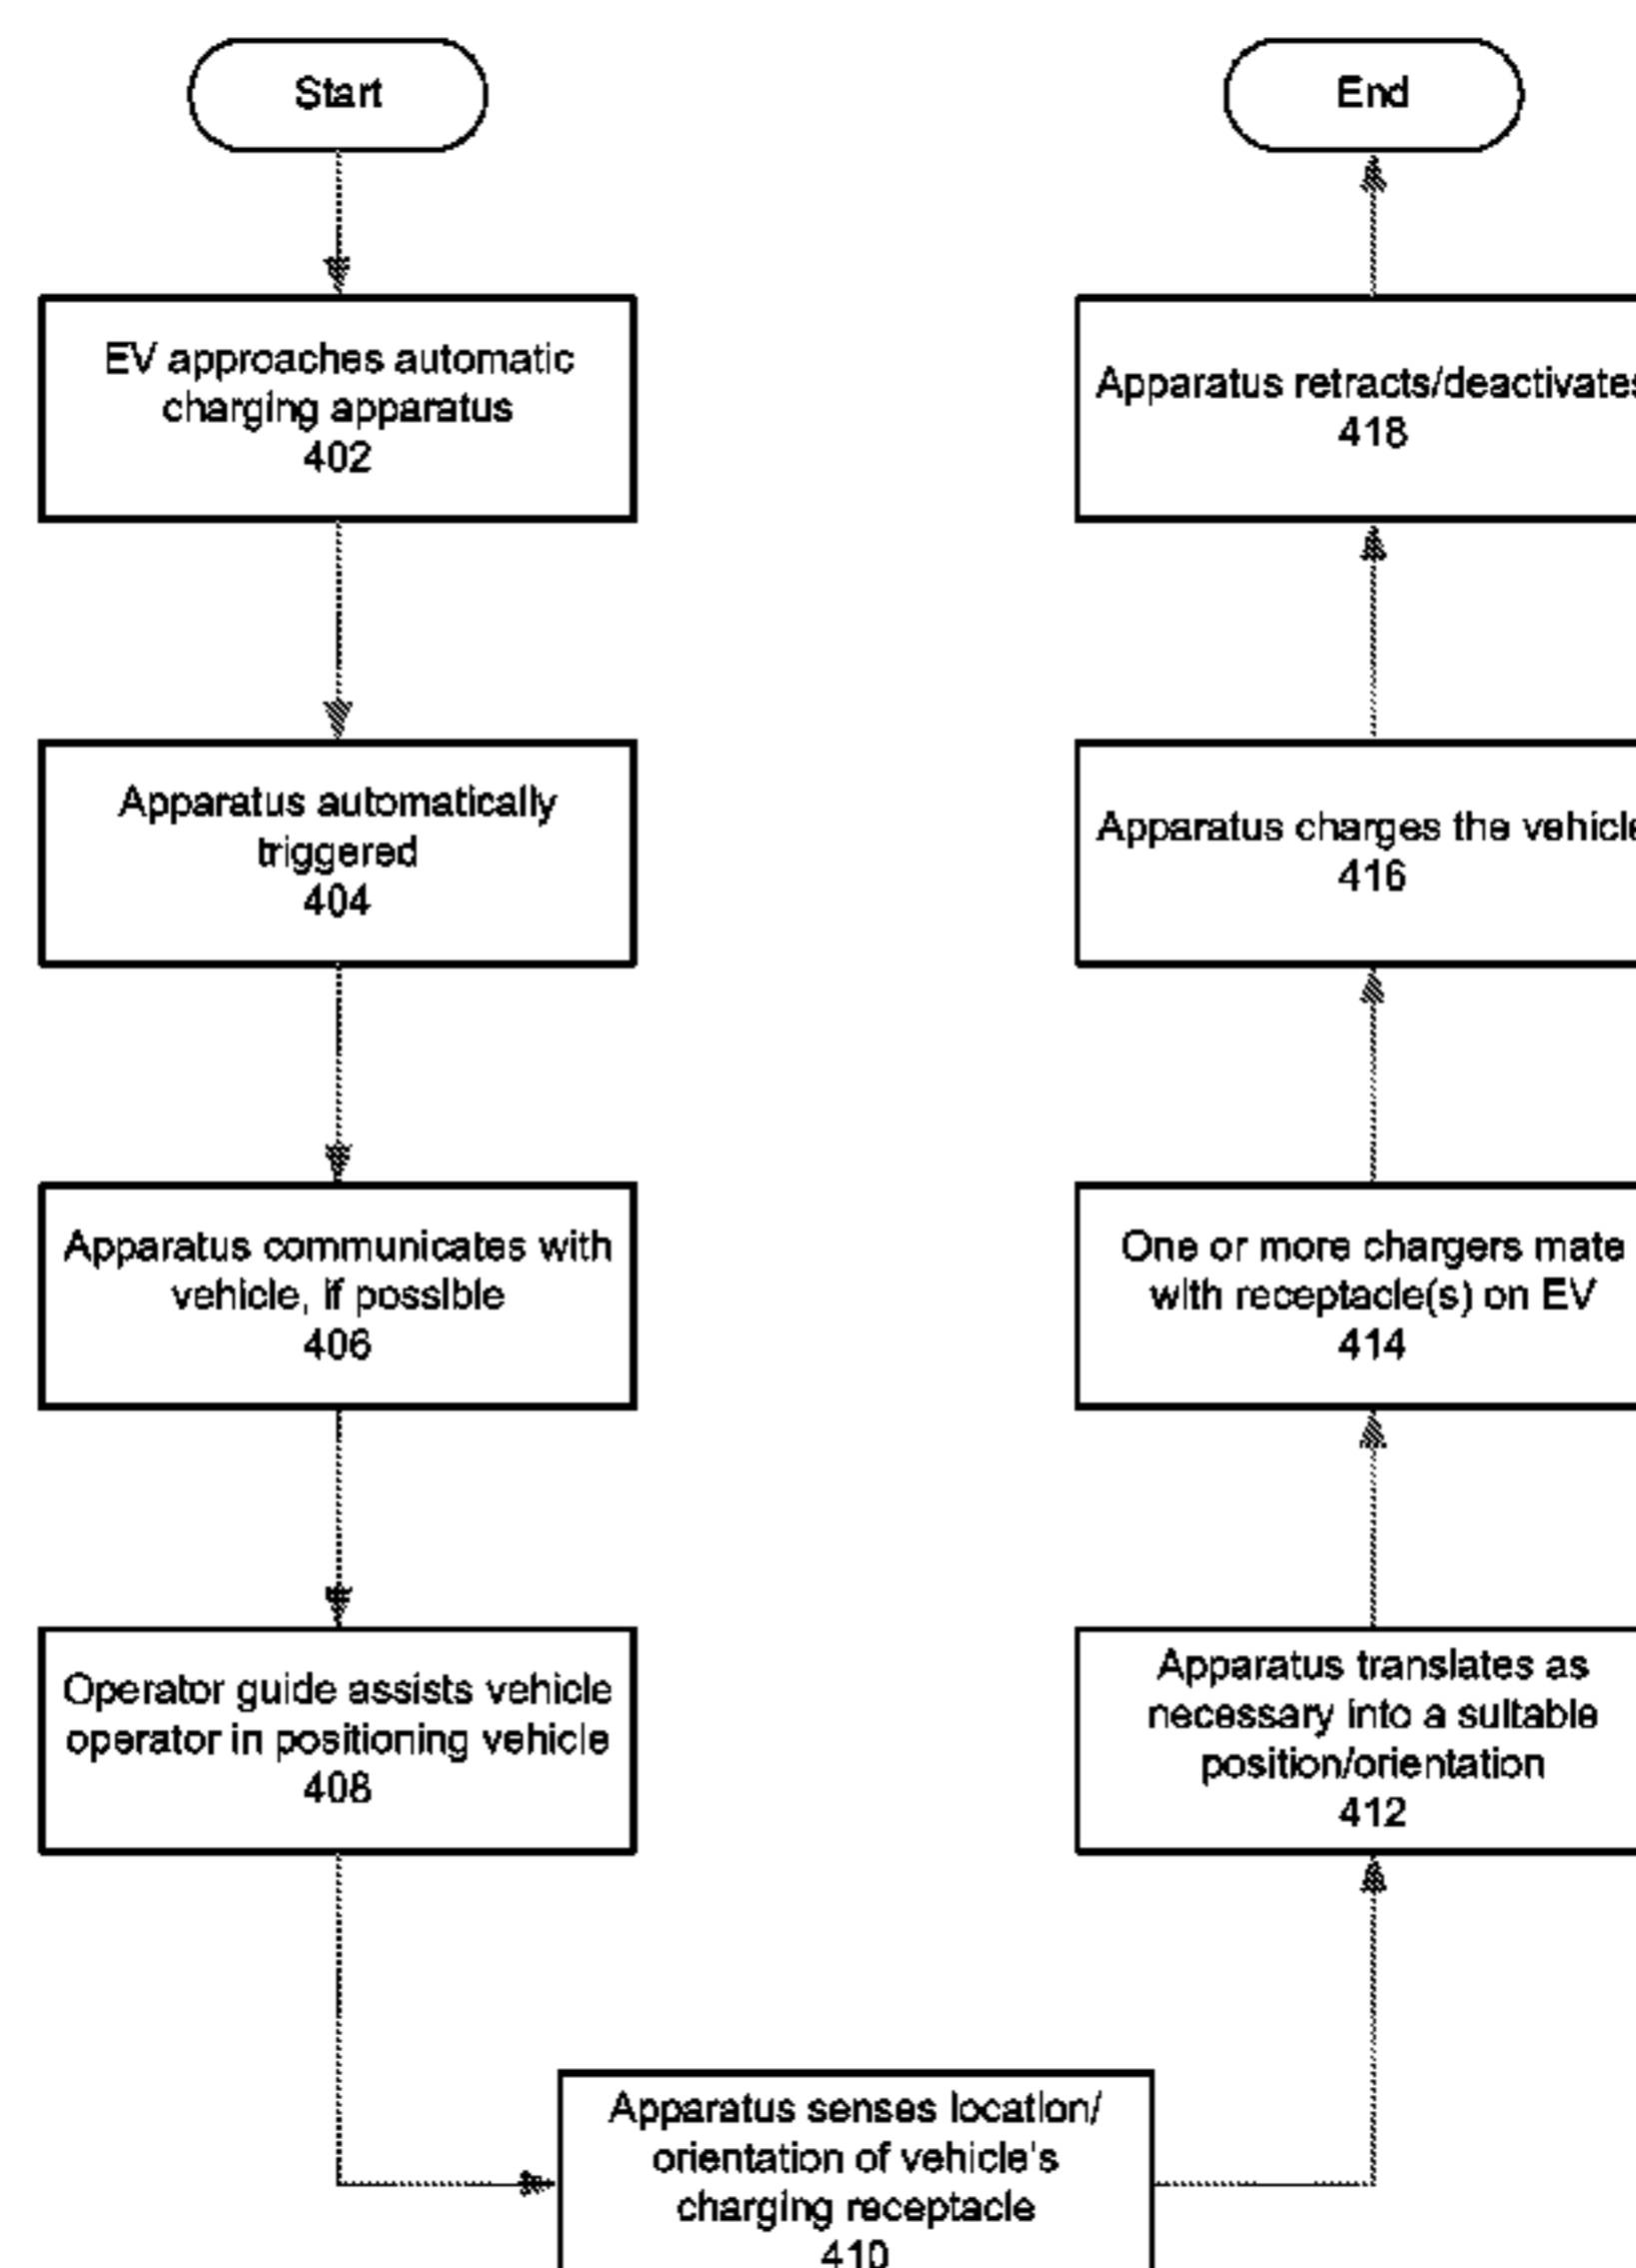 Start
EV approaches automatic
charging apparatus
402
Apparatus automatically
triggered
404
Apparatus communicates with
vehicle, if possible
406
Operator guide assists vehicle
operator in positioning vehicle
408
Apparatus senses location/
orientation of vehicle's
charging receptacle
410
Apparatus translates as
necessary into a suitable
position/orientation
412
One or more chargers mate
with receptacle(s) on EV
414
Apparatus charges the vehicle
416
Apparatus retracts/deactivates
418
End